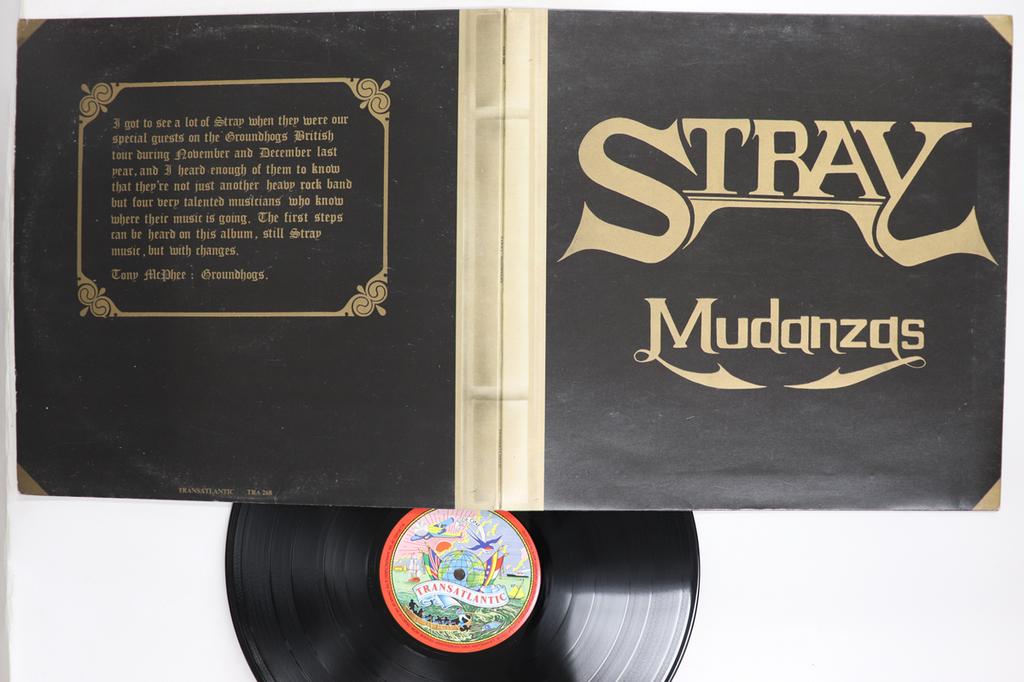 I got to see a lot of Stray when they were our
special guests on the Groundhogs British
tour during November and December last
year, and I heard enough of them to know
that they're not just another heavy rock band
but four very talented musicians who know
where their music is going. The first steps
can be heard on this album, still Stray
music, but with changes.
Tony McPhee : Groundhogs.
TRANSATLANTIC TRA 268
STRAY
Mudanzas
TRANSATLANTIC